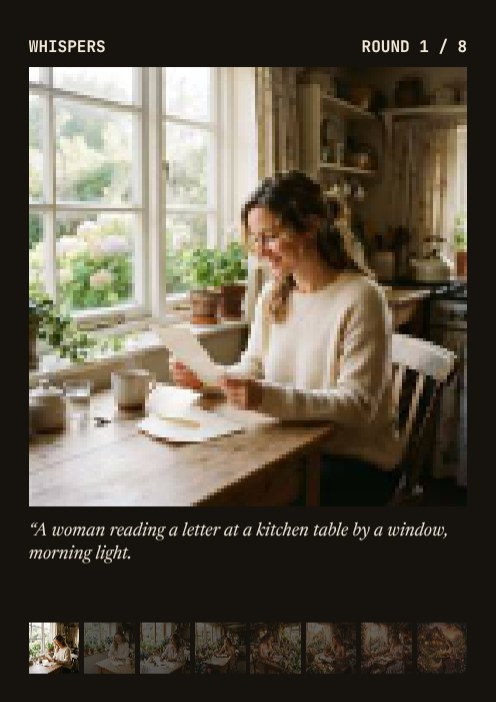 WHISPERS
ROUND 1 / 8
“A woman reading a letter at a kitchen table by a window,
morning light.